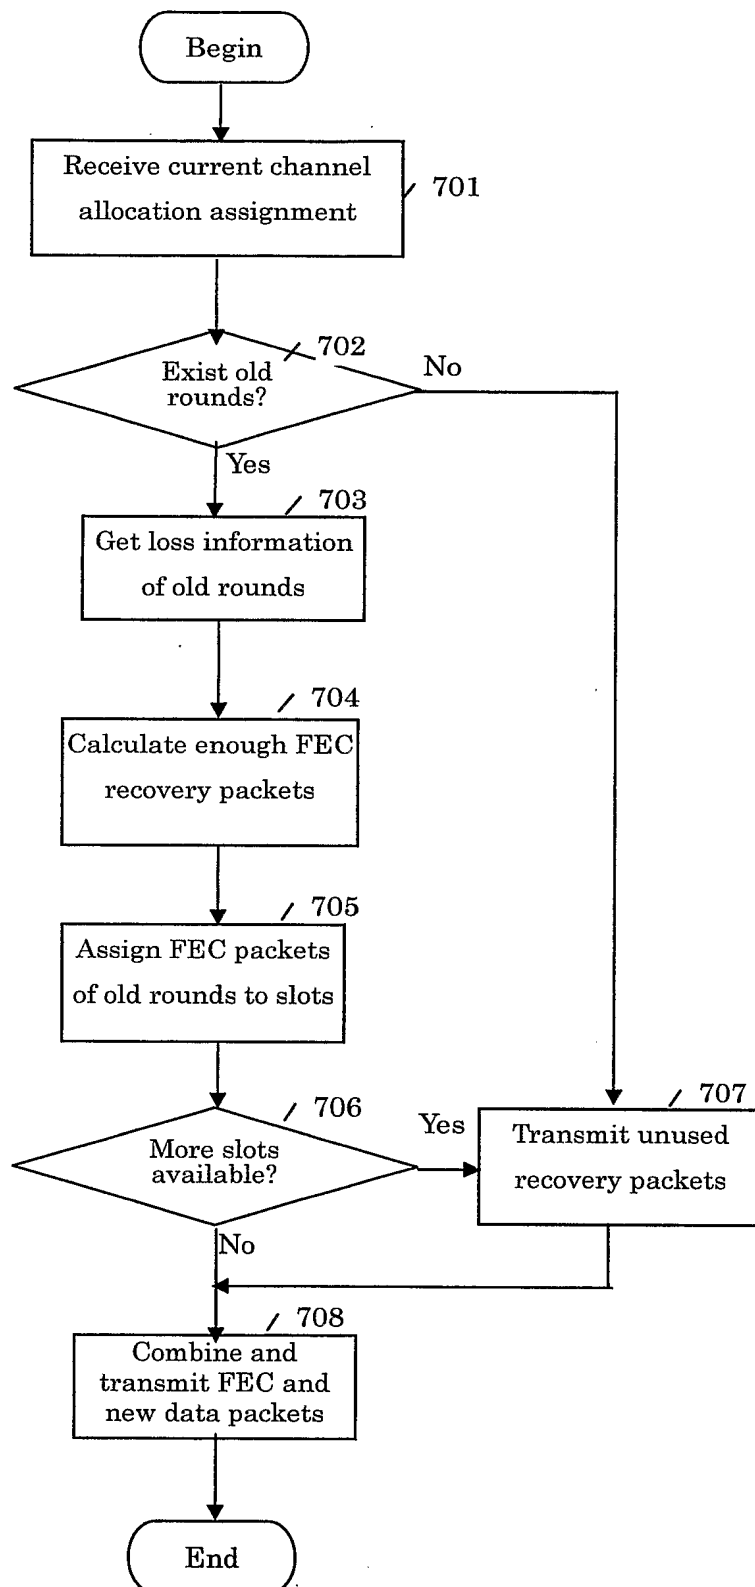 Begin
Receive current channel
allocation assignment
701
702
Exist old
rounds?
No
Yes
703
Get loss information
of old rounds
704
Calculate enough FEC
recovery packets
705
Assign FEC packets
of old rounds to slots
706
More slots
available?
Yes
707
Transmit unused
recovery packets
No
708
Combine and
transmit FEC and
new data packets
End